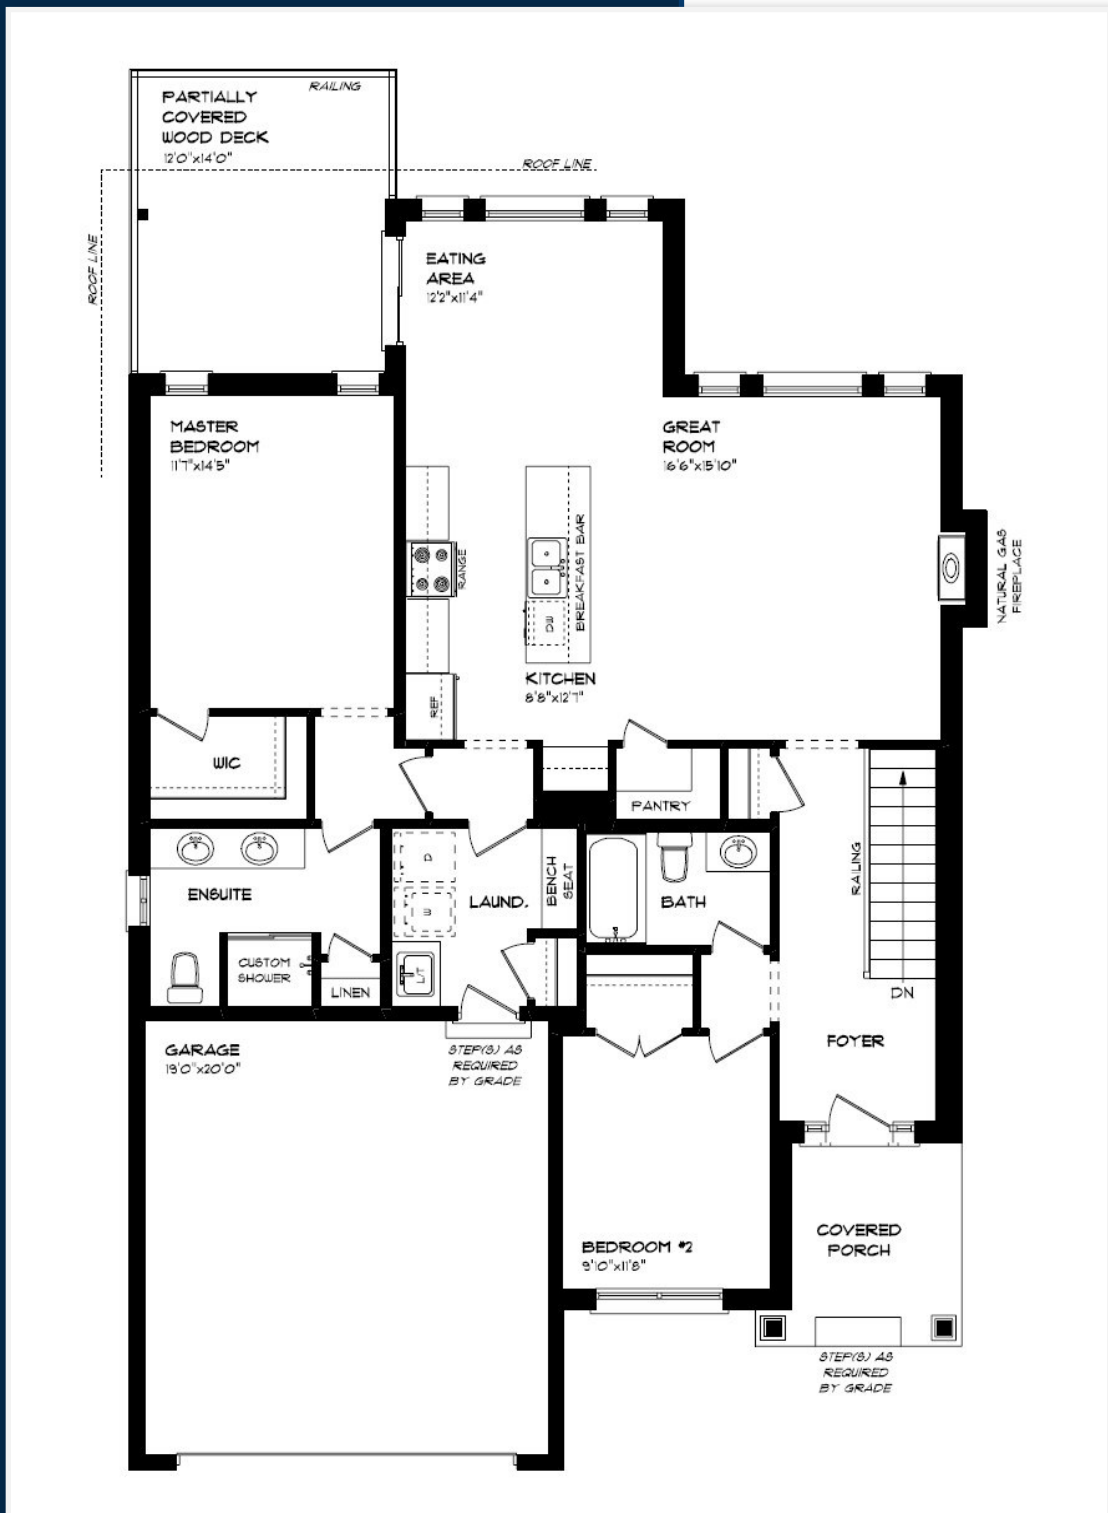 RAILING
PARTIALLY
COVERED
WOOD DECK
12'0"x14'0"
ROOF LINE
ROOF LINE
EATING
AREA
12'2"x11'4"
MASTER
BEDROOM
11'7"x14'5"
GREAT
ROOM
16'6"x15'10"
RANGE
BREAKFAST BAR
DW
NATURAL GAS
FIREPLACE
KITCHEN
8'8"x12'7"
REF
WIC
PANTRY
ENSUITE
D
W
LAUND.
BENCH
SEAT
BATH
RAILING
CUSTOM
SHOWER
LINEN
LT
DN
FOYER
GARAGE
19'0"x20'0"
STEP(S) AS
REQUIRED
BY GRADE
BEDROOM #2
9'10"x11'8"
COVERED
PORCH
STEP(S) AS
REQUIRED
BY GRADE